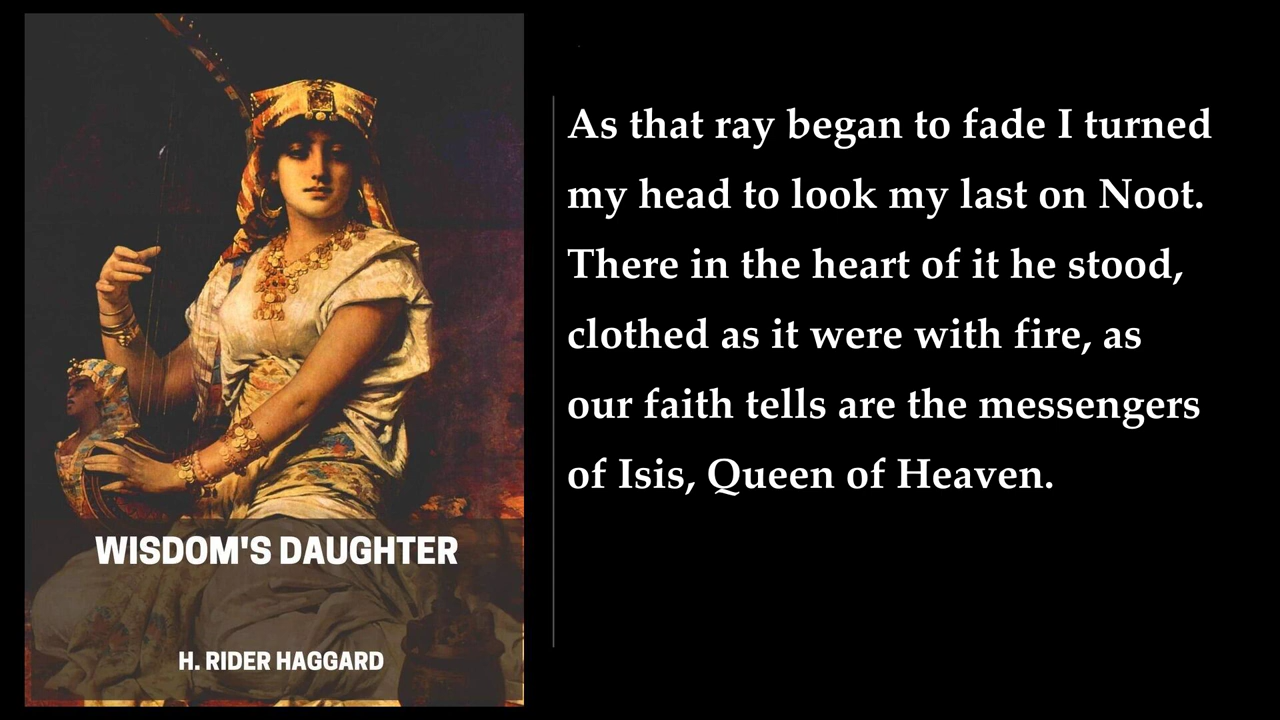 WISDOM'S DAUGHTER
H. RIDER HAGGARD
As that ray began to fade I turned
my head to look my last on Noot.
There in the heart of it he stood,
clothed as it were with fire, as
our faith tells are the messengers
of Isis, Queen of Heaven.